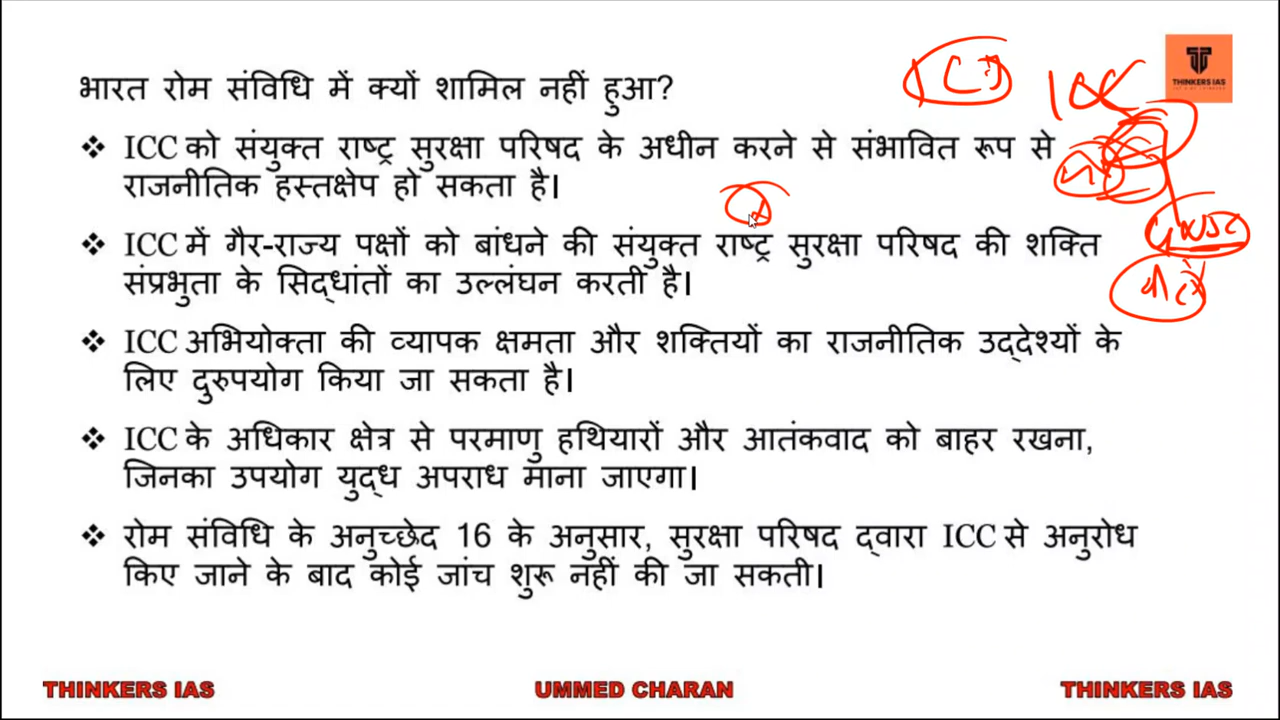 भारत रोम संविधि में क्यों शामिल नहीं हुआ?
ICJ
ICC
THINKERS IAS
❖ ICC को संयुक्त राष्ट्र सुरक्षा परिषद के अधीन करने से संभावित रूप से
राजनीतिक हस्तक्षेप हो सकता है।
UNSC
❖ ICC में गैर-राज्य पक्षों को बांधने की संयुक्त राष्ट्र सुरक्षा परिषद की शक्ति
संप्रभुता के सिद्धांतों का उल्लंघन करती है।
❖ ICC अभियोक्ता की व्यापक क्षमता और शक्तियों का राजनीतिक उद्देश्यों के
लिए दुरुपयोग किया जा सकता है।
❖ ICC के अधिकार क्षेत्र से परमाणु हथियारों और आतंकवाद को बाहर रखना,
जिनका उपयोग युद्ध अपराध माना जाएगा।
❖ रोम संविधि के अनुच्छेद 16 के अनुसार, सुरक्षा परिषद द्वारा ICC से अनुरोध
किए जाने के बाद कोई जांच शुरू नहीं की जा सकती।
THINKERS IAS UMMED CHARAN THINKERS IAS